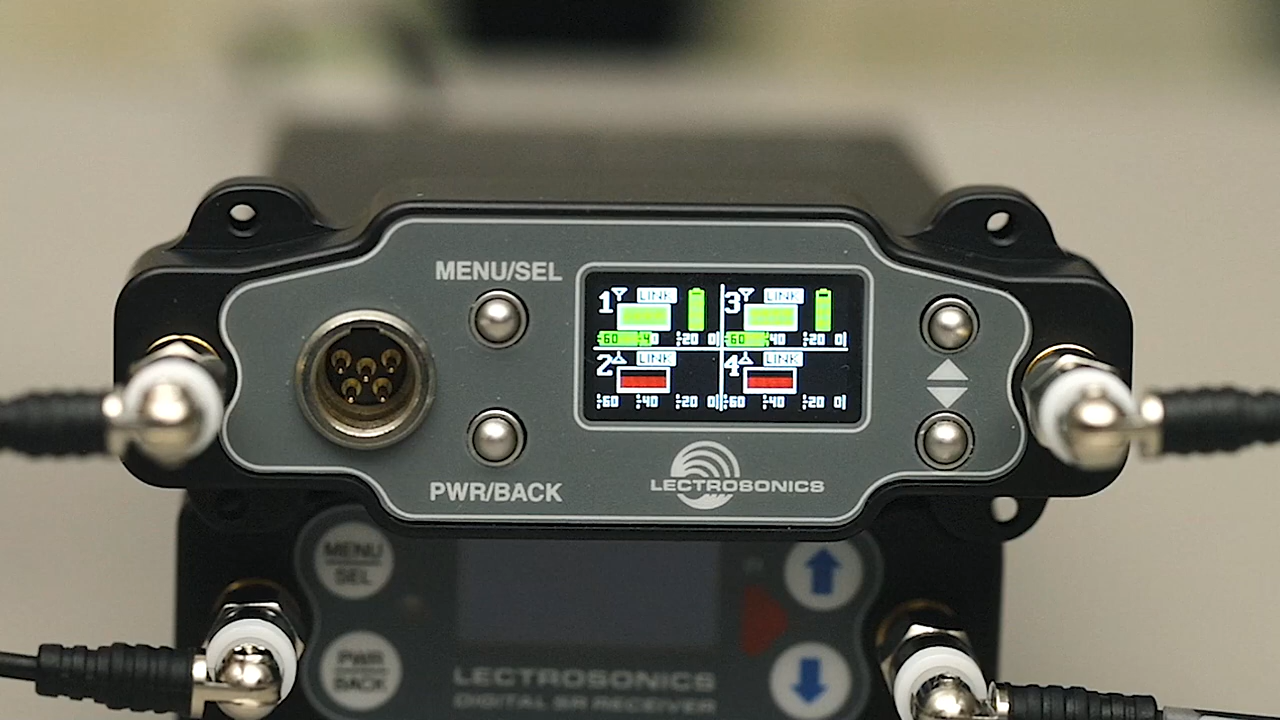 MENU/SEL
PWR/BACK
1 LINK
-60 -40 -20 0
3 LINK
-60 -40 -20 0
2 LINK
-60 -40 -20 0
4 LINK
-60 -40 -20 0
LECTROSONICS
MENU
SEL
PWR
BACK
LECTROSONICS
DIGITAL SR RECEIVER